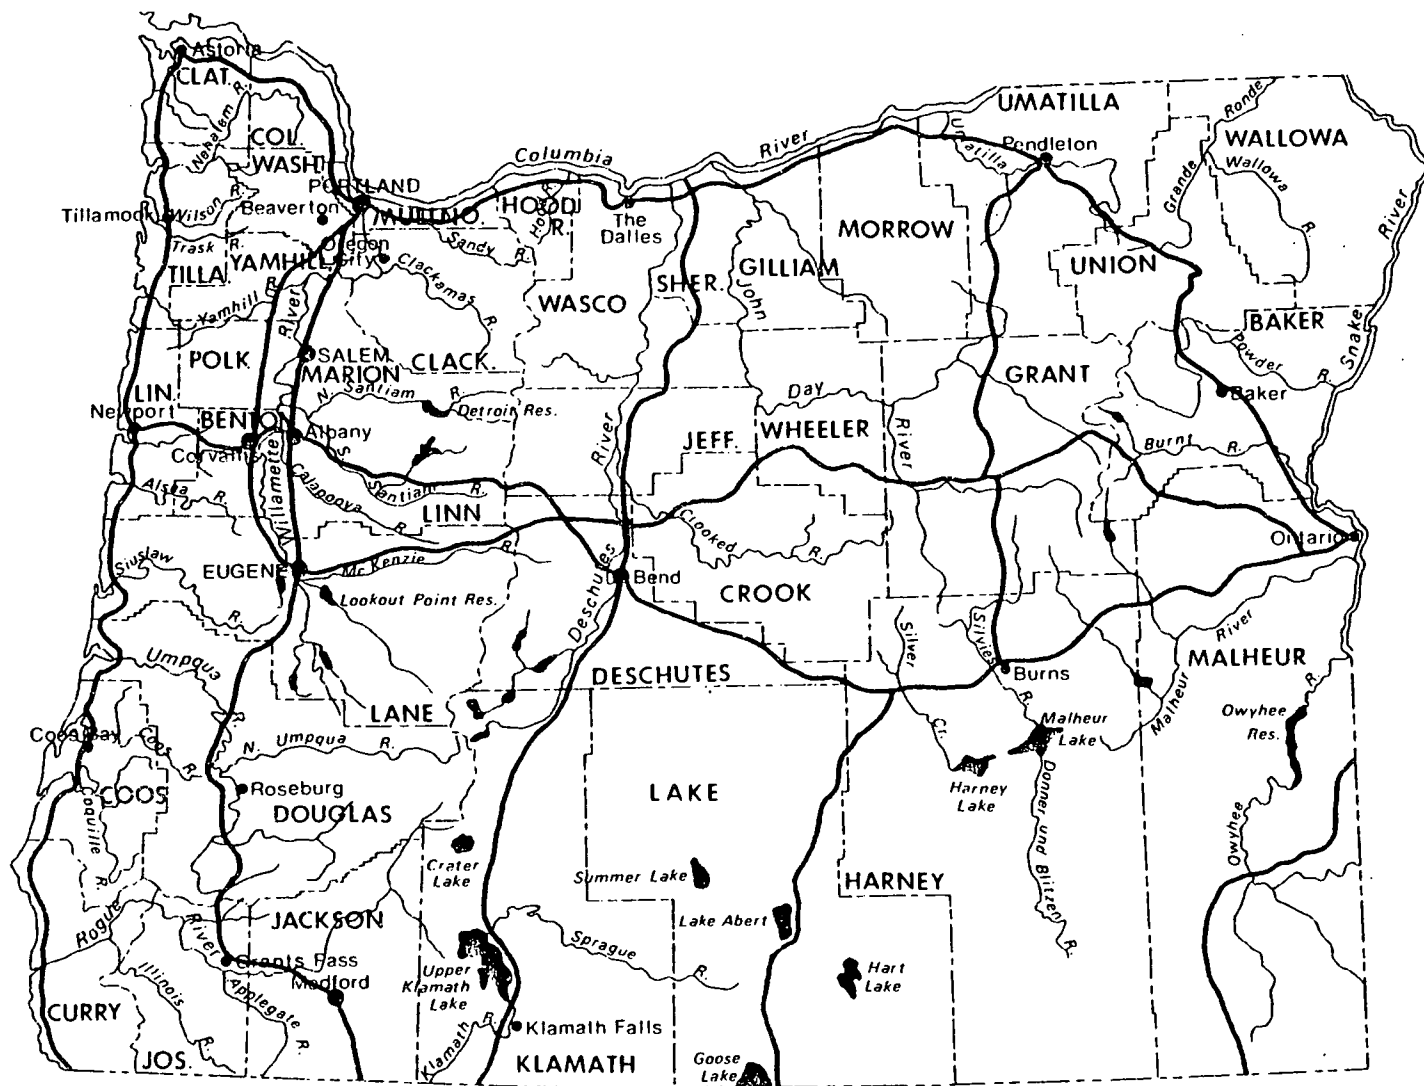 Astoria
CLAT.
Nehalem R.
COL.
WASH
PORTLAND
Beaverton
MULTNO.
Tillamook
Wilson R.
Trask R.
TILLA.
YAMHILL
Oregon
City
Yamhill R.
River
Clackamas R.
Sandy R.
HOOD
R.
Hood R.
Columbia
River
The
Dalles
WASCO
SHER.
GILLIAM
John
MORROW
UMATILLA
Umatilla
Pendleton
UNION
Grande
Ronde
WALLOWA
Wallowa R.
River
Snake
BAKER
Powder R.
Baker
POLK
SALEM
MARION
CLACK.
N. Santiam R.
Detroit Res.
LIN.
Newport
BENTON
Corvallis
Albany
Willamette
Calapooya R.
S.
Santiam R.
LINN
Alsea R.
JEFF.
WHEELER
Day
River
GRANT
Burnt R.
River
Crooked R.
CROOK
Ontario
Siuslaw R.
EUGENE
Mc Kenzie R.
Lookout Point Res.
Deschutes
Bend
DESCHUTES
Silver
Cr.
Silvies
R.
Burns
River
MALHEUR
Malheur
Owyhee
Res.
R.
Owyhee
Umpqua R.
LANE
N. Umpqua R.
Coos Bay
Coos R.
COOS
Coquille R.
Roseburg
DOUGLAS
LAKE
Malheur
Lake
Harney
Lake
Donner und Blitzen R.
Crater
Lake
Summer Lake
Lake Abert
HARNEY
Hart
Lake
Rogue
River
JACKSON
Grants Pass
Medford
Applegate R.
Illinois R.
CURRY
JOS.
Upper
Klamath
Lake
Sprague R.
Klamath R.
Klamath Falls
KLAMATH
Goose
Lake